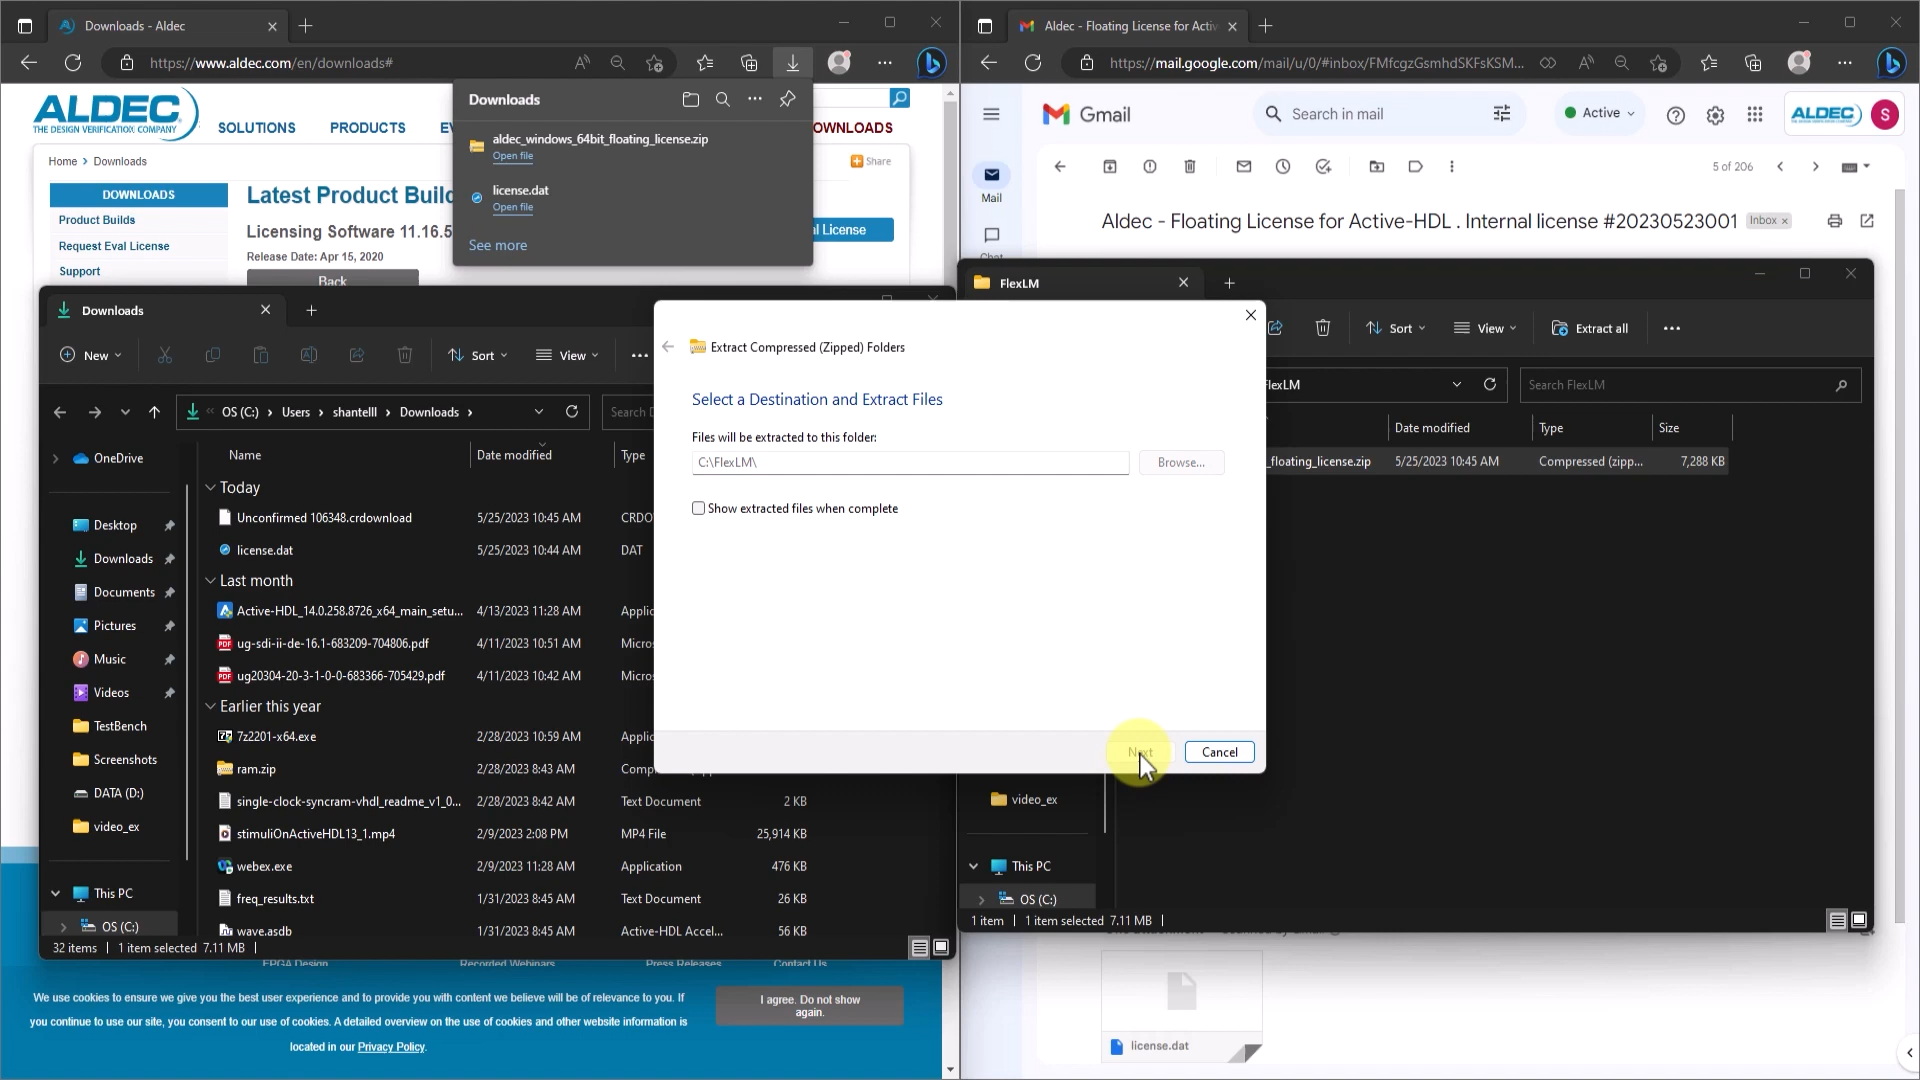 Downloads - Aldec
Aldec - Floating License for Activ
https://www.aldec.com/en/downloads#
https://mail.google.com/mail/u/0/#inbox/FMfcgzGsmhdSKFsKSM...
ALDEC
THE DESIGN VERIFICATION COMPANY
SOLUTIONS
PRODUCTS
OWNLOADS
Home > Downloads
Share
DOWNLOADS
Product Builds
Request Eval License
Support
Latest Product Build
Licensing Software 11.16.5
Release Date: Apr 15, 2020
Back
al License
Downloads
aldec_windows_64bit_floating_license.zip
Open file
license.dat
Open file
See more
Gmail
Search in mail
Active
ALDEC
S
Mail
5 of 206
Aldec - Floating License for Active-HDL . Internal license #20230523001
Inbox ×
FlexLM
Sort
View
Extract all
FlexLM
Search FlexLM
Date modified
Type
Size
_floating_license.zip
5/25/2023 10:45 AM
Compressed (zipp...
7,288 KB
video_ex
This PC
OS (C:)
1 item
1 item selected 7.11 MB
license.dat
Downloads
New
Sort
View
OS (C:) > Users > shantelll > Downloads >
Search D
Name
Date modified
Type
OneDrive
Desktop
Downloads
Documents
Pictures
Music
Videos
TestBench
Screenshots
DATA (D:)
video_ex
This PC
OS (C:)
Today
Unconfirmed 106348.crdownload
5/25/2023 10:45 AM
CRDO
license.dat
5/25/2023 10:44 AM
DAT
Last month
Active-HDL_14.0.258.8726_x64_main_setu...
4/13/2023 11:28 AM
Applic
ug-sdi-ii-de-16.1-683209-704806.pdf
4/11/2023 10:51 AM
Micros
ug20304-20-3-1-0-0-683366-705429.pdf
4/11/2023 10:42 AM
Micros
Earlier this year
7z2201-x64.exe
2/28/2023 10:59 AM
Applic
ram.zip
2/28/2023 8:43 AM
Comp
single-clock-syncram-vhdl_readme_v1_0...
2/28/2023 8:42 AM
Text Document
2 KB
stimuliOnActiveHDL13_1.mp4
2/9/2023 2:08 PM
MP4 File
25,914 KB
webex.exe
2/9/2023 11:28 AM
Application
476 KB
freq_results.txt
1/31/2023 8:45 AM
Text Document
26 KB
wave.asdb
1/31/2023 8:45 AM
Active-HDL Accel...
56 KB
32 items
1 item selected 7.11 MB
Extract Compressed (Zipped) Folders
Select a Destination and Extract Files
Files will be extracted to this folder:
C:\FlexLM\
Browse...
Show extracted files when complete
Next
Cancel
FPGA Design
Recorded Webinars
Press Releases
Contact Us
We use cookies to ensure we give you the best user experience and to provide you with content we believe will be of relevance to you. If
you continue to use our site, you consent to our use of cookies. A detailed overview on the use of cookies and other website information is
located in our Privacy Policy.
I agree. Do not show
again.